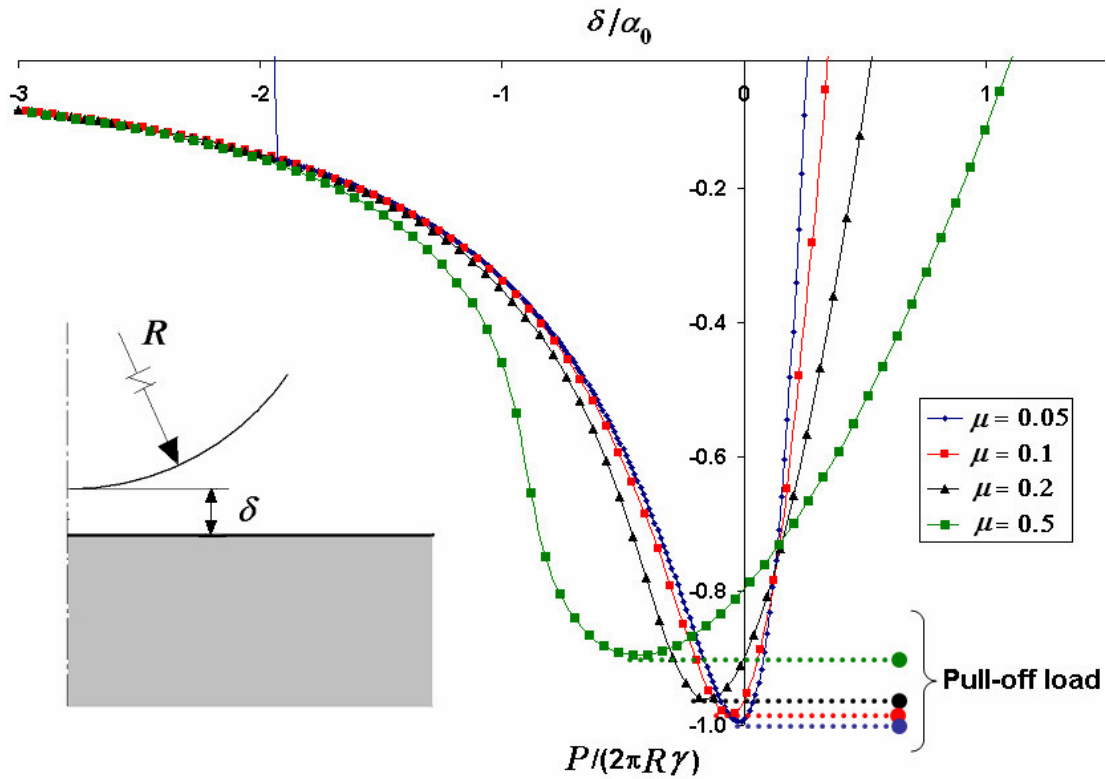 δ/α₀
-3 -2 -1 0 1
-0.2
-0.4
-0.6
-0.8
-1.0
R
δ
μ = 0.05
μ = 0.1
μ = 0.2
μ = 0.5
Pull-off load
P/(2πRγ)